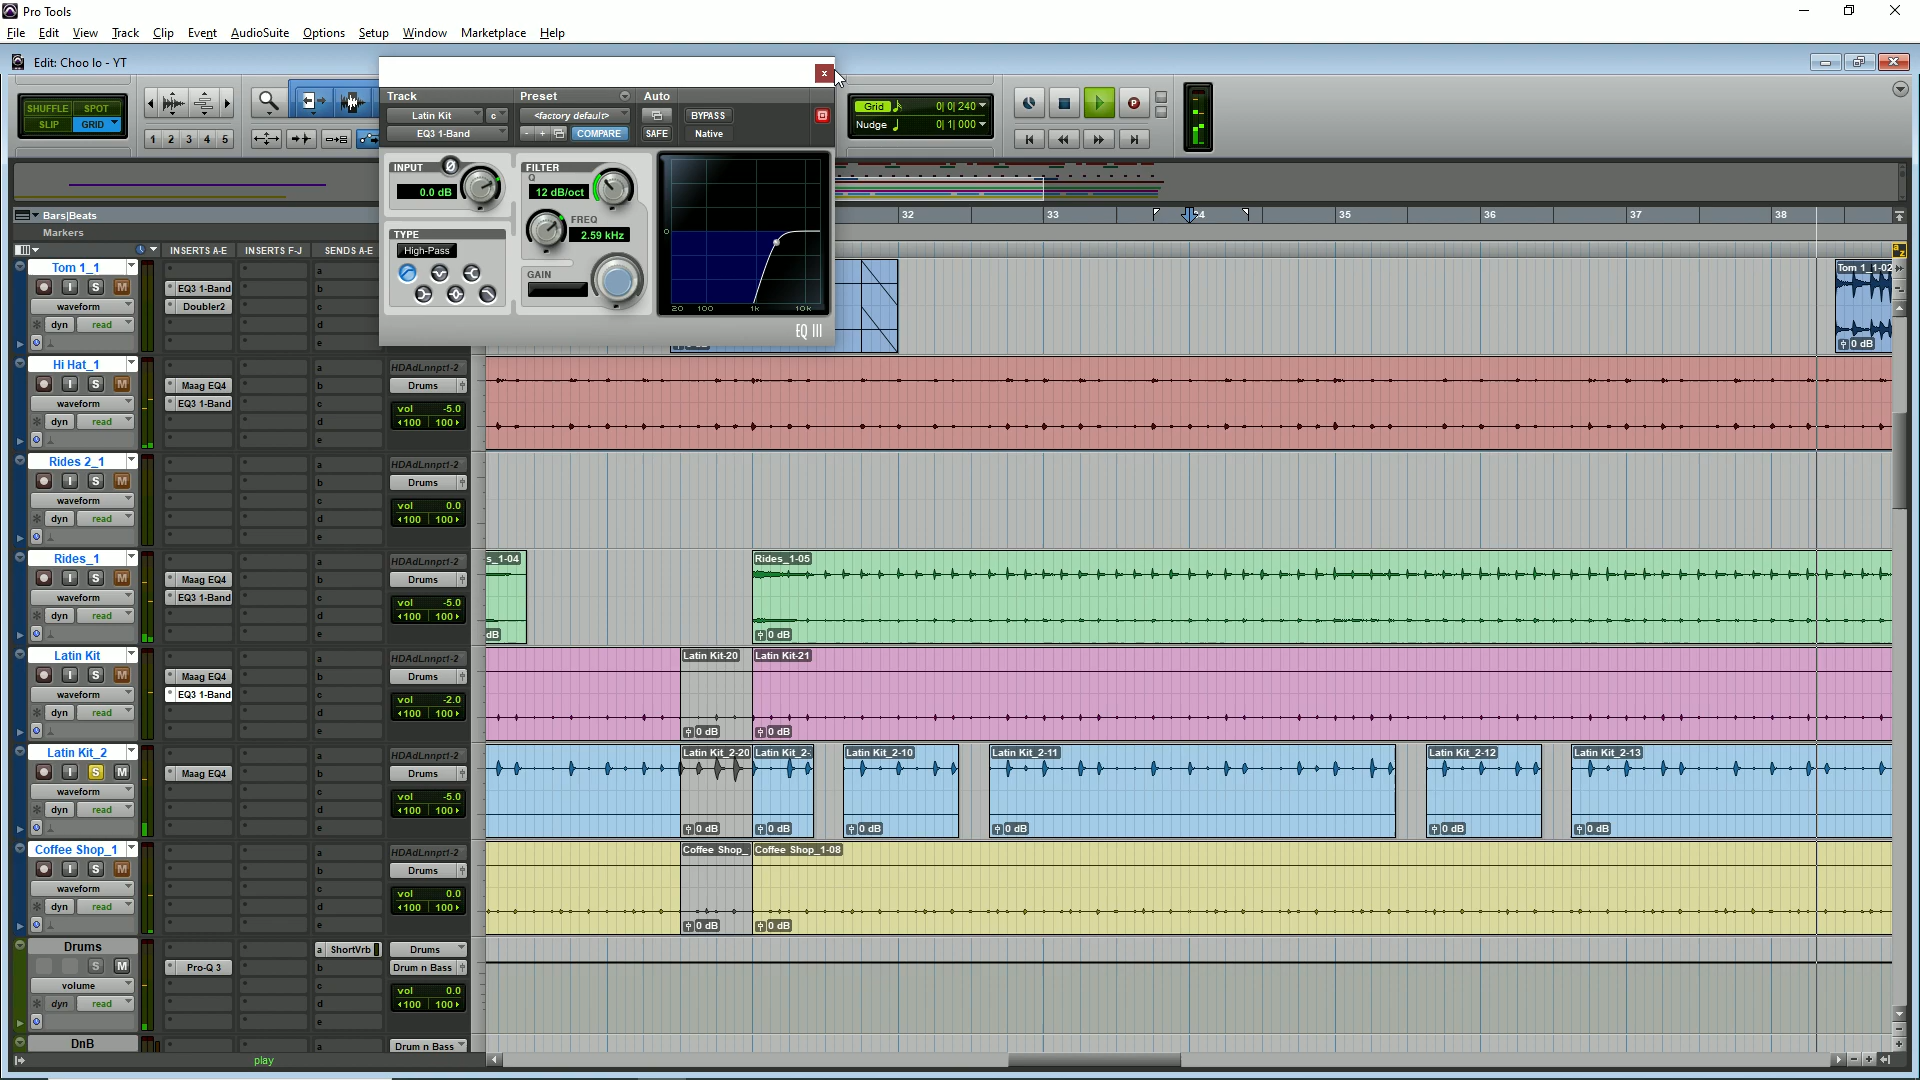 Pro Tools
File Edit View Track Clip Event AudioSuite Options Setup Window Marketplace Help
Edit: Choo lo - YT
SHUFFLE SPOT
SLIP GRID
1 2 3 4 5
Track Preset Auto
Latin Kit c <factory default> BYPASS
EQ3 1-Band - + COMPARE SAFE Native
INPUT 0.0 dB
TYPE
High-Pass
FILTER
Q
12 dB/oct
FREQ
2.59 kHz
GAIN
0
20 100 1k 10k
EQ III
Grid 0| 0| 240
Nudge 0| 1| 000
Bars|Beats
32 33 34 35 36 37 38
Markers
INSERTS A-E INSERTS F-J SENDS A-E
Tom 1_1
I S M
EQ3 1-Band
waveform Doubler2
dyn read
a b c d e
Tom 1_1-02
0 dB
Hi Hat_1
I S M
Maag EQ4
waveform EQ3 1-Band
dyn read
a b c d e
HDAdLnnpt1-2
Drums
vol -5.0
100 100
Rides 2_1
I S M
waveform
dyn read
a b c d e
HDAdLnnpt1-2
Drums
vol 0.0
100 100
Rides_1
I S M
Maag EQ4
waveform EQ3 1-Band
dyn read
a b c d e
HDAdLnnpt1-2
Drums
vol -5.0
100 100
s_1-04 Rides_1-05
dB 0 dB
Latin Kit
I S M
Maag EQ4
waveform EQ3 1-Band
dyn read
a b c d e
HDAdLnnpt1-2
Drums
vol -2.0
100 100
Latin Kit-20 Latin Kit-21
0 dB 0 dB
Latin Kit_2
I S M
Maag EQ4
waveform
dyn read
a b c d e
HDAdLnnpt1-2
Drums
vol -5.0
100 100
Latin Kit_2-20 Latin Kit_2- Latin Kit_2-10 Latin Kit_2-11 Latin Kit_2-12 Latin Kit_2-13
0 dB 0 dB 0 dB 0 dB 0 dB 0 dB
Coffee Shop_1
I S M
waveform
dyn read
a b c d e
HDAdLnnpt1-2
Drums
vol 0.0
100 100
Coffee Shop_ Coffee Shop_1-08
0 dB 0 dB
Drums
S M
Pro-Q 3
volume
dyn read
a ShortVrb
b c d e
Drums
Drum n Bass
vol 0.0
100 100
DnB a Drum n Bass
play